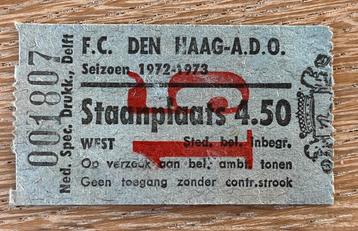 F.C. DEN HAAG-A.D.O.
Seizoen 1972-1973
Staanplaats 4.50
WEST Sted. bel. inbegr.
Op verzoek aan bel. ambt. tonen
Geen toegang zonder contr.strook
15
001807
Ned. Spec. Drukk., Delft